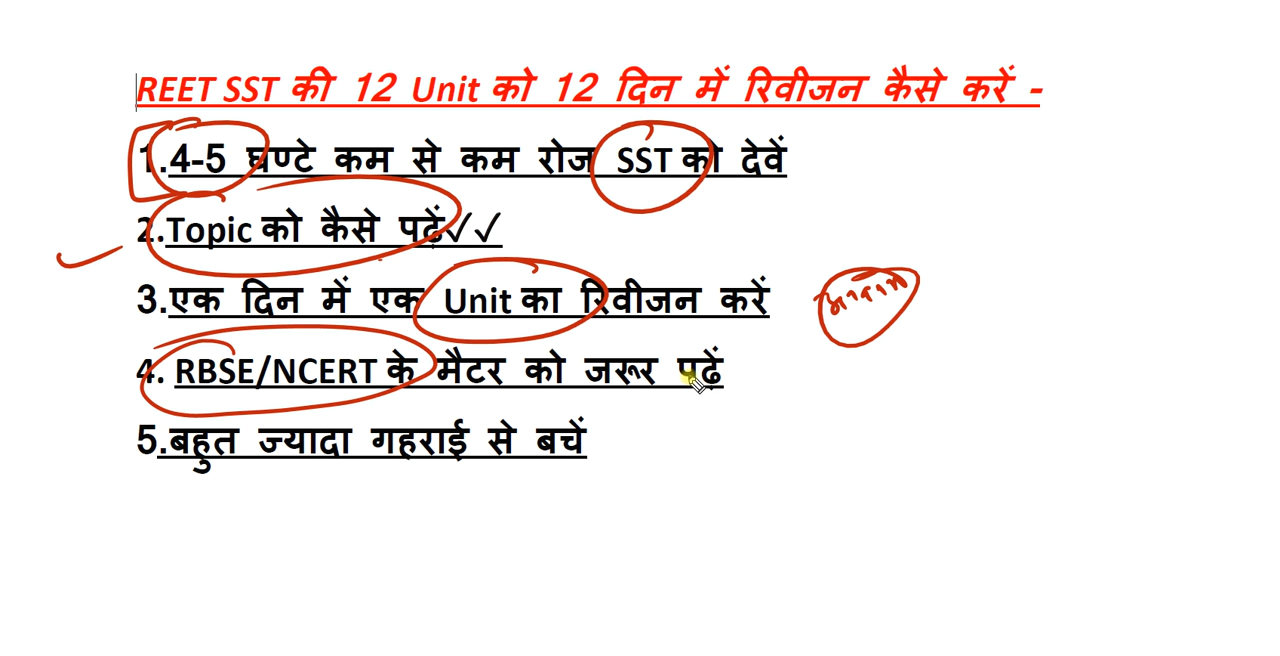 REET SST की 12 Unit को 12 दिन में रिवीजन कैसे करें -
1.4-5 घण्टे कम से कम रोज SST को देवें
2.Topic को कैसे पढ़ें✓✓
3.एक दिन में एक Unit का रिवीजन करें
4. RBSE/NCERT के मैटर को जरूर पढ़ें
5.बहुत ज्यादा गहराई से बचें